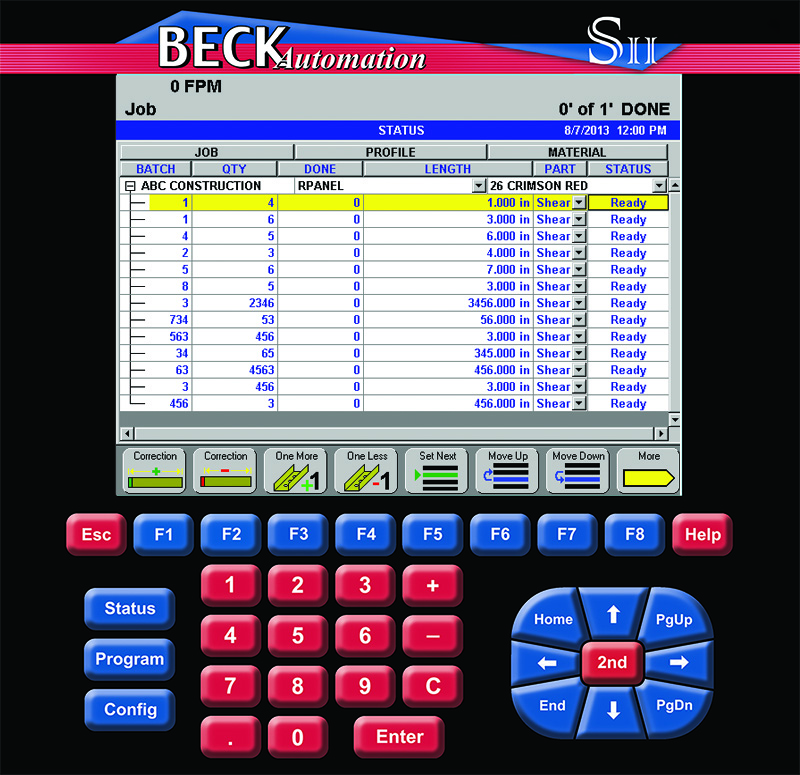 BECK Automation SII
0 FPM
Job 0' of 1' DONE
STATUS 8/7/2013 12:00 PM
JOB PROFILE MATERIAL
BATCH QTY DONE LENGTH PART STATUS
ABC CONSTRUCTION RPANEL 26 CRIMSON RED
1 4 0 1.000 in Shear Ready
1 6 0 3.000 in Shear Ready
4 5 0 6.000 in Shear Ready
2 3 0 4.000 in Shear Ready
5 6 0 7.000 in Shear Ready
8 5 0 3.000 in Shear Ready
3 2346 0 3456.000 in Shear Ready
734 53 0 56.000 in Shear Ready
563 456 0 3.000 in Shear Ready
34 65 0 345.000 in Shear Ready
63 4563 0 456.000 in Shear Ready
3 456 0 3.000 in Shear Ready
456 3 0 456.000 in Shear Ready
Correction Correction One More One Less Set Next Move Up Move Down More
+ - +1 -1
Esc F1 F2 F3 F4 F5 F6 F7 F8 Help
1 2 3 +
Status
4 5 6 –
Program
7 8 9 C
Config
. 0 Enter
Home PgUp
2nd
End PgDn